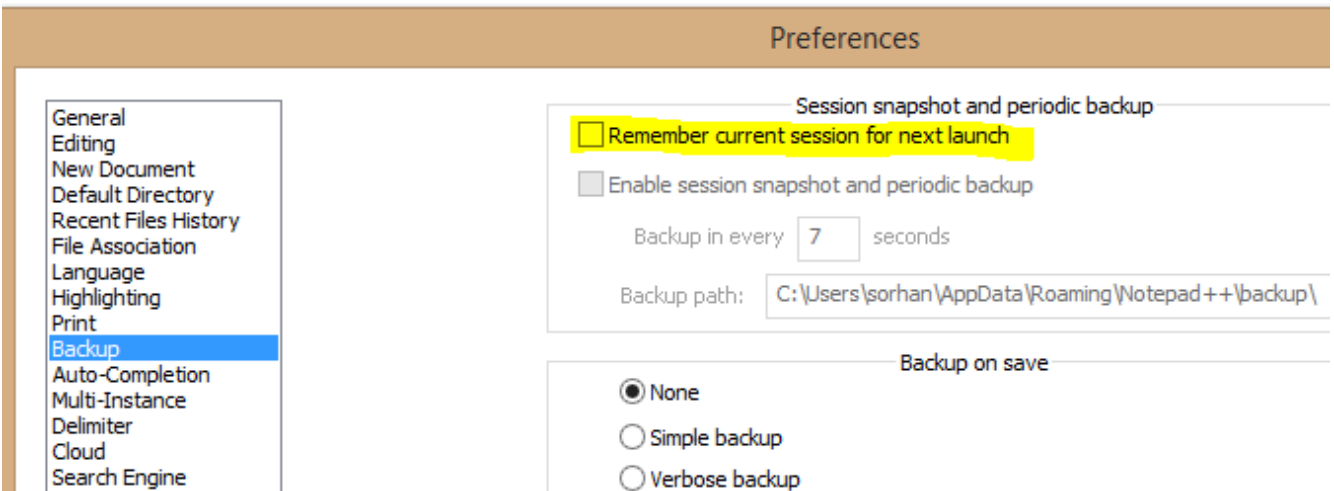 Preferences
General
Editing
New Document
Default Directory
Recent Files History
File Association
Language
Highlighting
Print
Backup
Auto-Completion
Multi-Instance
Delimiter
Cloud
Search Engine
Session snapshot and periodic backup
Remember current session for next launch
Enable session snapshot and periodic backup
Backup in every 7 seconds
Backup path: C:\Users\sorhan\AppData\Roaming\Notepad++\backup\
Backup on save
None
Simple backup
Verbose backup